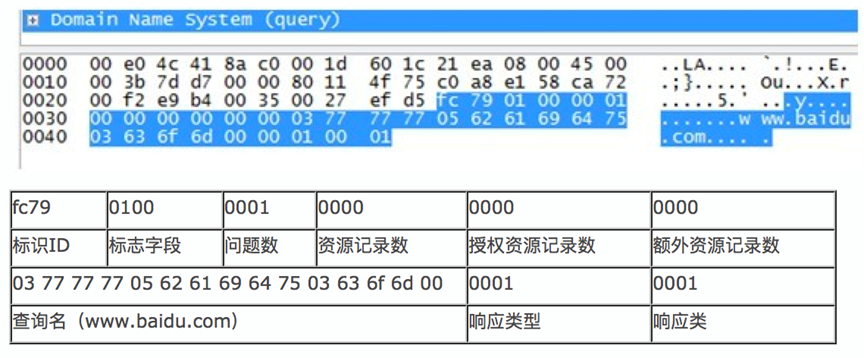 Domain Name System (query)
0000 00 e0 4c 41 8a c0 00 1d 60 1c 21 ea 08 00 45 00 ..LA.... `.!...E.
0010 00 3b 7d d7 00 00 80 11 4f 75 c0 a8 e1 58 ca 72 .;}..... Ou...X.r
0020 00 f2 e9 b4 00 35 00 27 ef d5 fc 79 01 00 00 01 .....5.' ...y....
0030 00 00 00 00 00 00 03 77 77 77 05 62 61 69 64 75 .......w ww.baidu
0040 03 63 6f 6d 00 00 01 00 01 .com.... .
fc79 0100 0001 0000 0000 0000
标识ID 标志字段 问题数 资源记录数 授权资源记录数 额外资源记录数
03 77 77 77 05 62 61 69 64 75 03 63 6f 6d 00 0001 0001
查询名（www.baidu.com） 响应类型 响应类